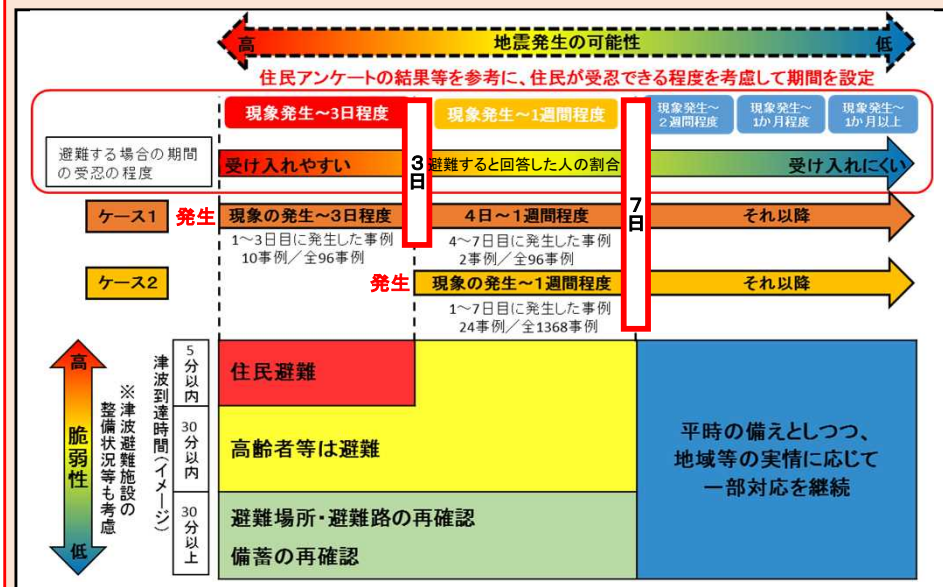 高
地震発生の可能性
低
住民アンケートの結果等を参考に、住民が受忍できる程度を考慮して期間を設定
現象発生～3日程度
現象発生～1週間程度
現象発生～
2週間程度
現象発生～
1か月程度
現象発生～
1か月以上
避難する場合の期間
の受忍の程度
受け入れやすい
3日
避難すると回答した人の割合
7日
受け入れにくい
ケース1
発生
現象の発生～3日程度
4日～1週間程度
それ以降
1～3日目に発生した事例
10事例／全96事例
4～7日目に発生した事例
2事例／全96事例
ケース2
発生
現象の発生～1週間程度
それ以降
1～7日目に発生した事例
24事例／全1368事例
高
脆弱性
低
※津波避難施設の
整備状況等も考慮
津波到達時間(イメージ)
5分以内
30分以内
30分以上
住民避難
高齢者等は避難
避難場所・避難路の再確認
備蓄の再確認
平時の備えとしつつ、
地域等の実情に応じて
一部対応を継続